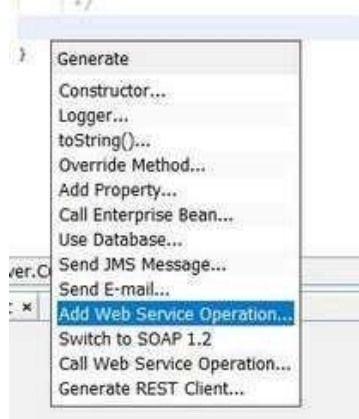 */
}
Generate
Constructor...
Logger...
toString()...
Override Method...
Add Property...
Call Enterprise Bean...
Use Database...
Send JMS Message...
ver.C
Send E-mail...
Add Web Service Operation...
Switch to SOAP 1.2
Call Web Service Operation...
Generate REST Client...